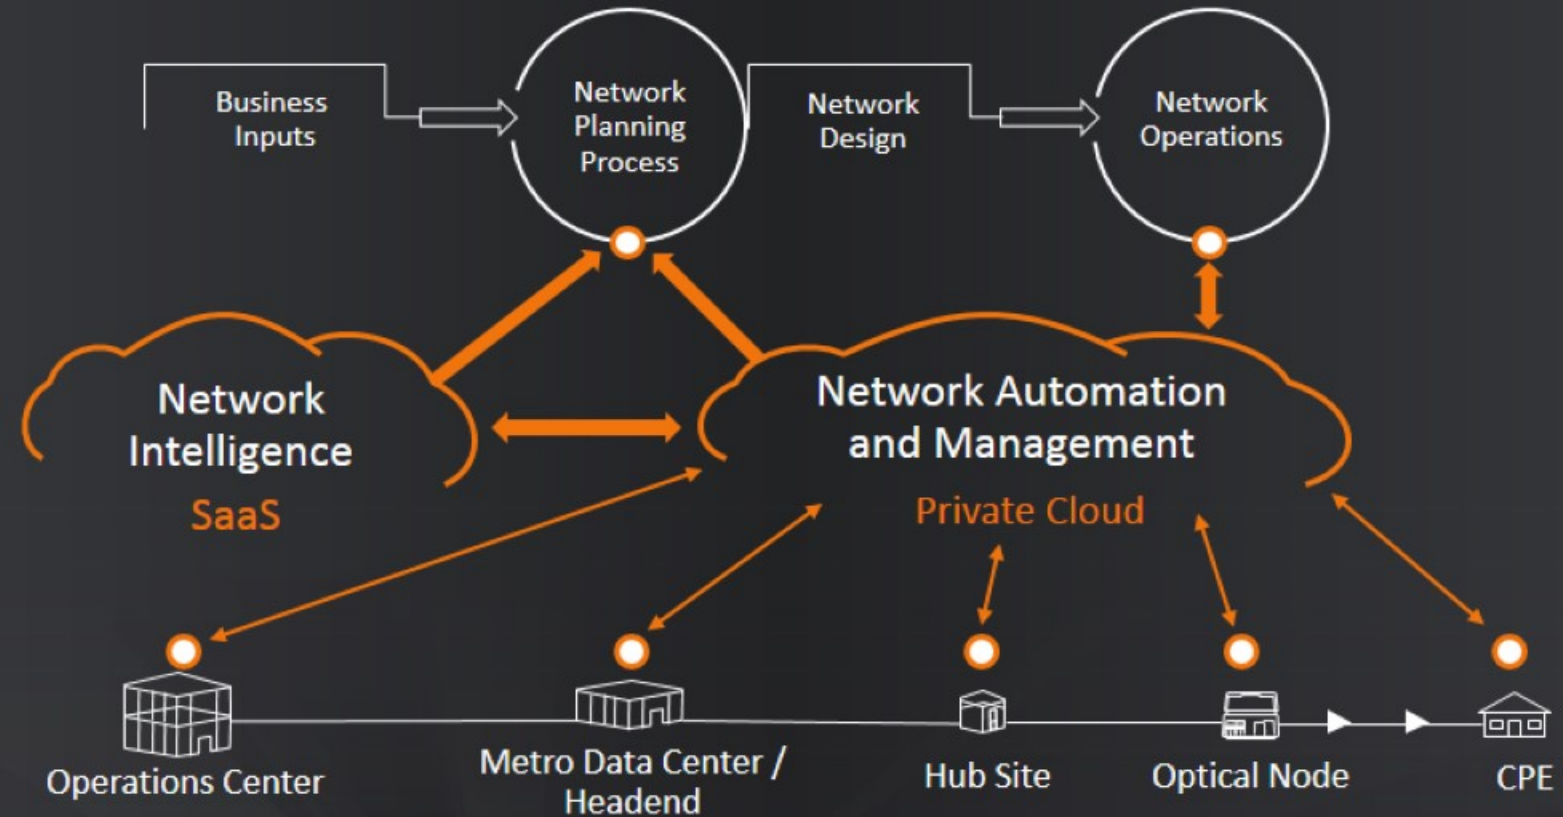 Business
Inputs
Network
Planning
Process
Network
Design
Network
Operations
Network
Intelligence
SaaS
Network Automation
and Management
Private Cloud
Operations Center
Metro Data Center /
Headend
Hub Site
Optical Node
CPE